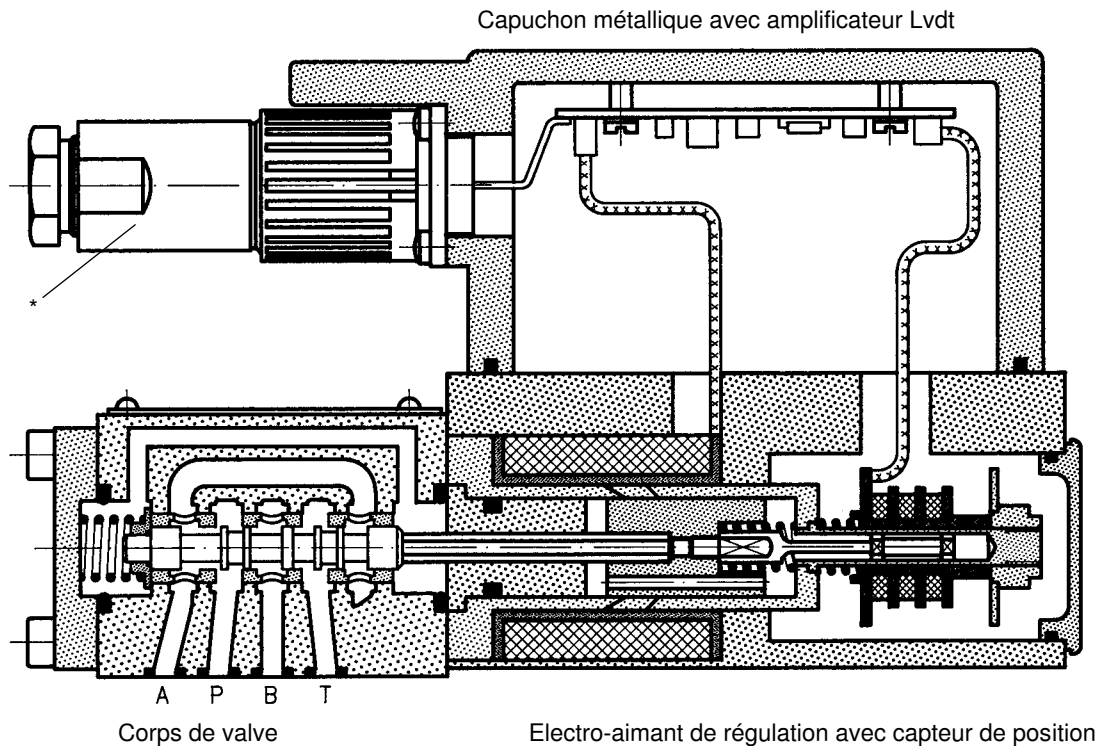 Capuchon métallique avec amplificateur Lvdt
*
A P B T
Corps de valve
Electro-aimant de régulation avec capteur de position